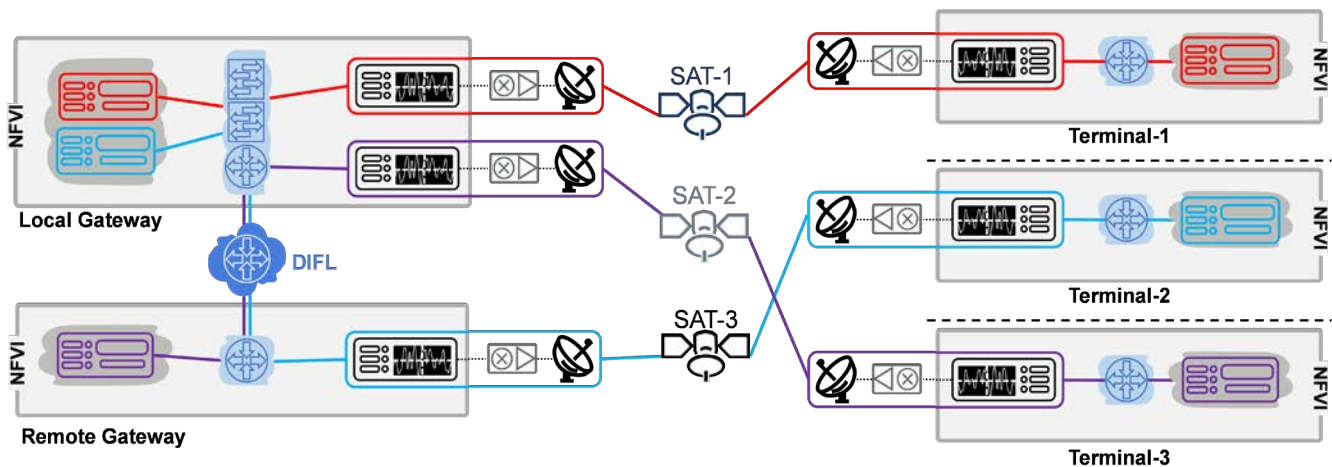 NFVI
Local Gateway
DIFL
NFVI
Remote Gateway
SAT-1
SAT-2
SAT-3
NFVI
Terminal-1
NFVI
Terminal-2
NFVI
Terminal-3